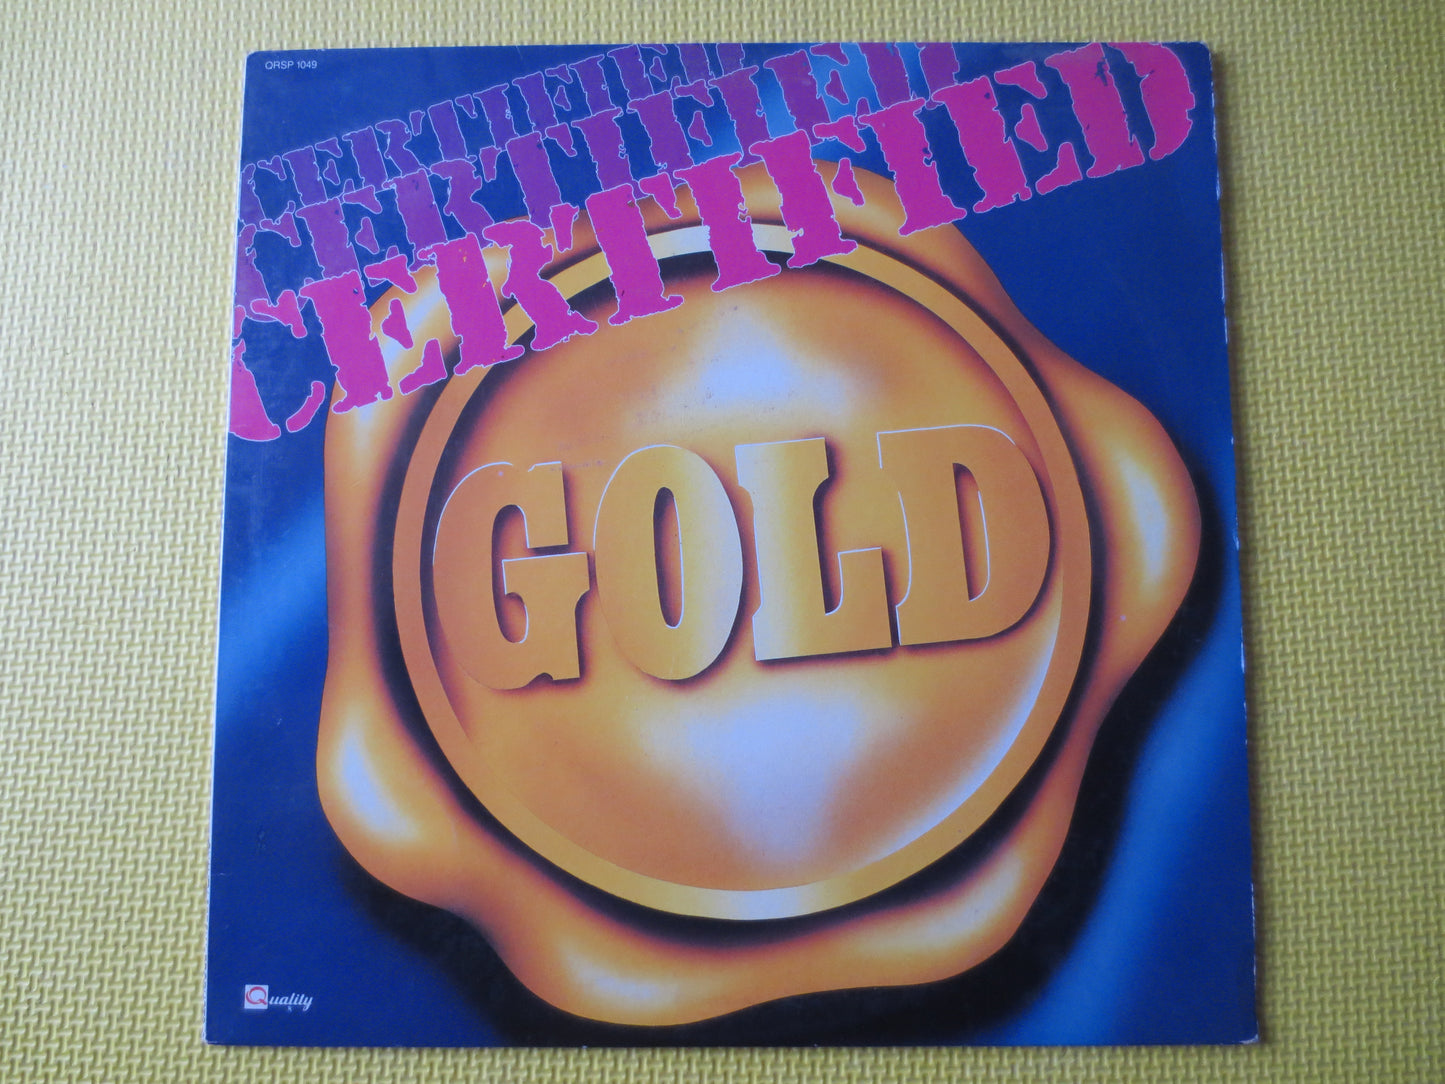 QRSP 1049
CERTIFIED
CERTIFIED
CERTIFIED
GOLD
Quality